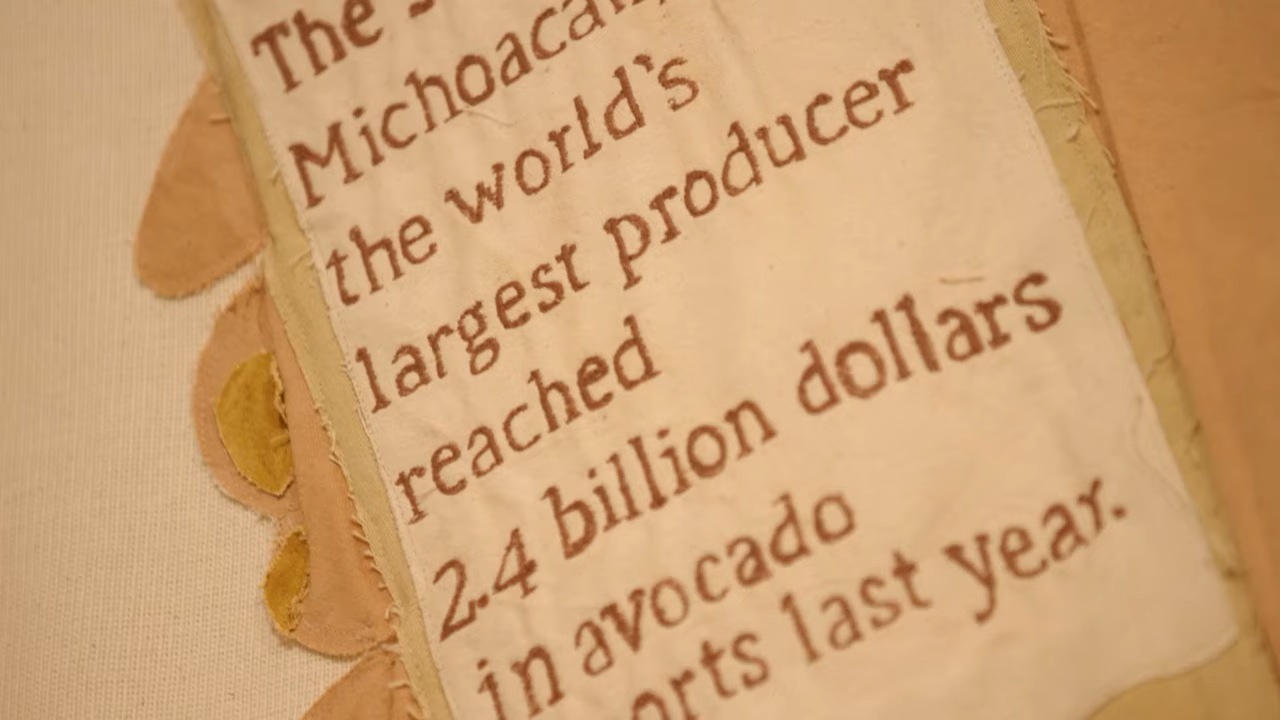 The
Michoacan,
the world's
largest producer
reached
2.4 billion dollars
in avocado
orts last year.